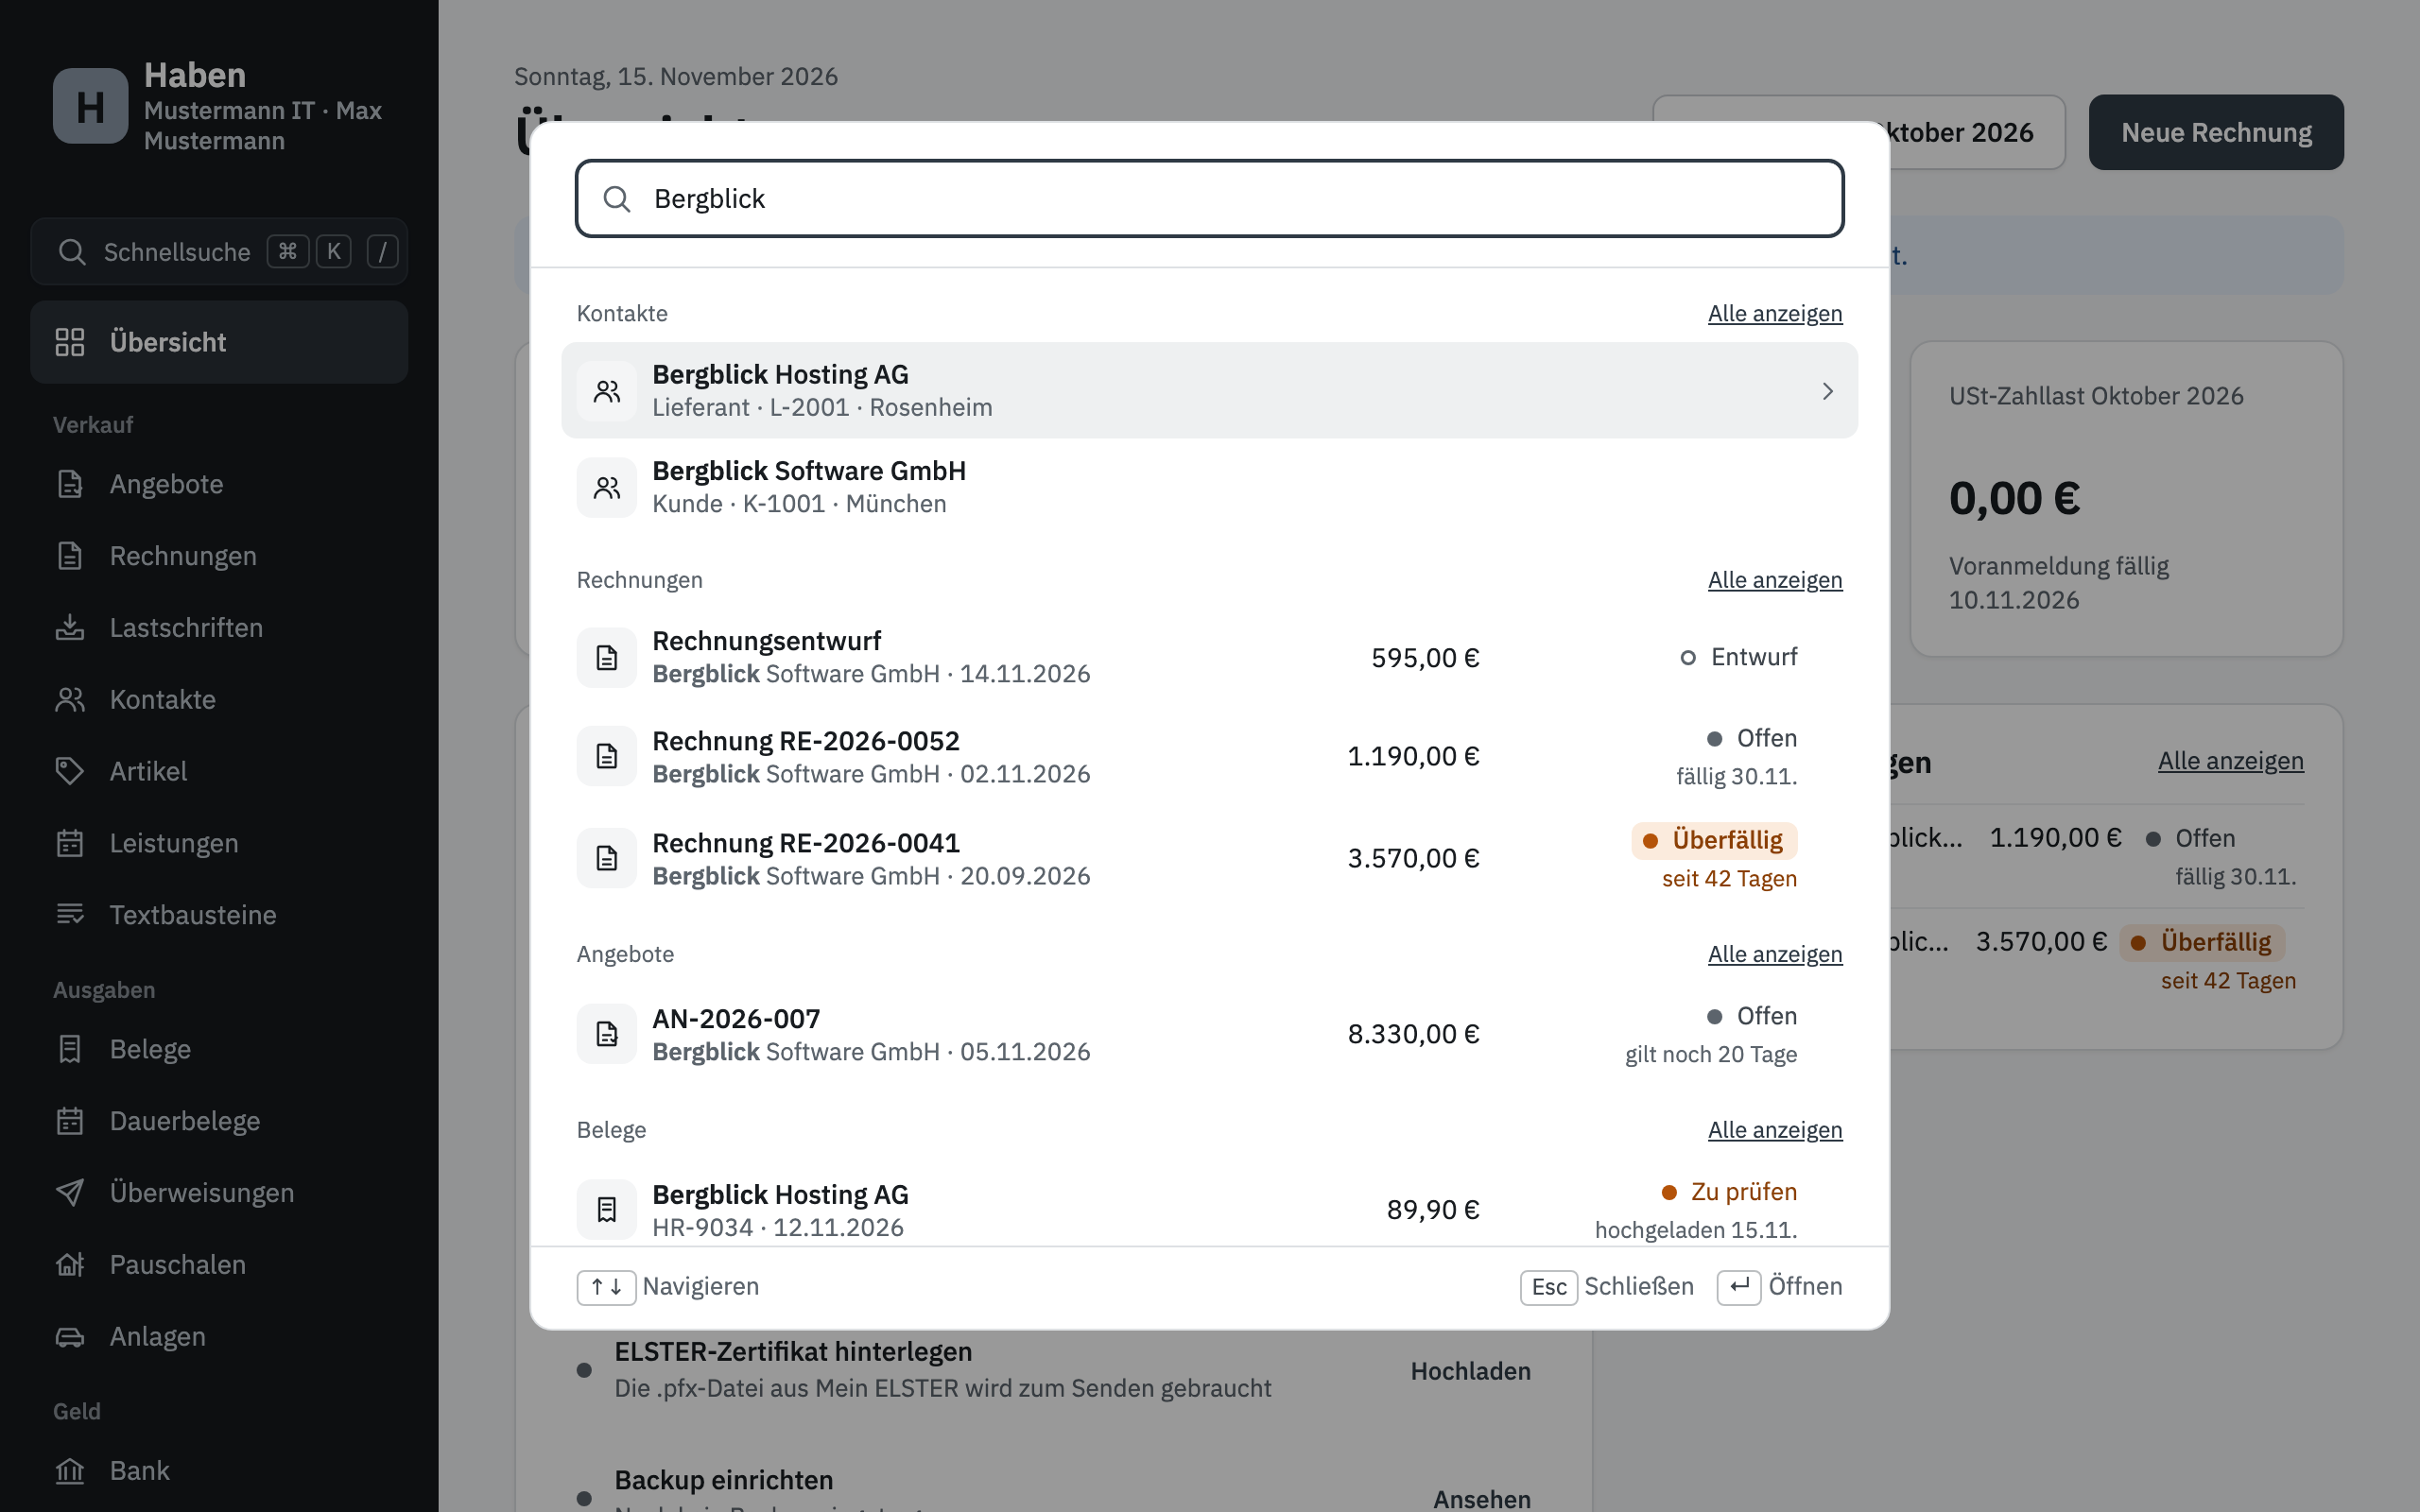 H
Haben
Mustermann IT · Max
Mustermann
Schnellsuche ⌘ K /
Übersicht
Verkauf
Angebote
Rechnungen
Lastschriften
Kontakte
Artikel
Leistungen
Textbausteine
Ausgaben
Belege
Dauerbelege
Überweisungen
Pauschalen
Anlagen
Geld
Bank
Sonntag, 15. November 2026
ktober 2026
Neue Rechnung
t.
Bergblick
Kontakte Alle anzeigen
Bergblick Hosting AG
Lieferant · L-2001 · Rosenheim
Bergblick Software GmbH
Kunde · K-1001 · München
Rechnungen Alle anzeigen
Rechnungsentwurf 595,00 € Entwurf
Bergblick Software GmbH · 14.11.2026
Rechnung RE-2026-0052 1.190,00 € Offen
Bergblick Software GmbH · 02.11.2026 fällig 30.11.
Rechnung RE-2026-0041 3.570,00 € Überfällig
Bergblick Software GmbH · 20.09.2026 seit 42 Tagen
Angebote Alle anzeigen
AN-2026-007 8.330,00 € Offen
Bergblick Software GmbH · 05.11.2026 gilt noch 20 Tage
Belege Alle anzeigen
Bergblick Hosting AG 89,90 € Zu prüfen
HR-9034 · 12.11.2026 hochgeladen 15.11.
↑↓ Navigieren Esc Schließen ↵ Öffnen
USt-Zahllast Oktober 2026
0,00 €
Voranmeldung fällig
10.11.2026
gen Alle anzeigen
blick… 1.190,00 € Offen
fällig 30.11.
blic… 3.570,00 € Überfällig
seit 42 Tagen
ELSTER-Zertifikat hinterlegen Hochladen
Die .pfx-Datei aus Mein ELSTER wird zum Senden gebraucht
Backup einrichten Ansehen